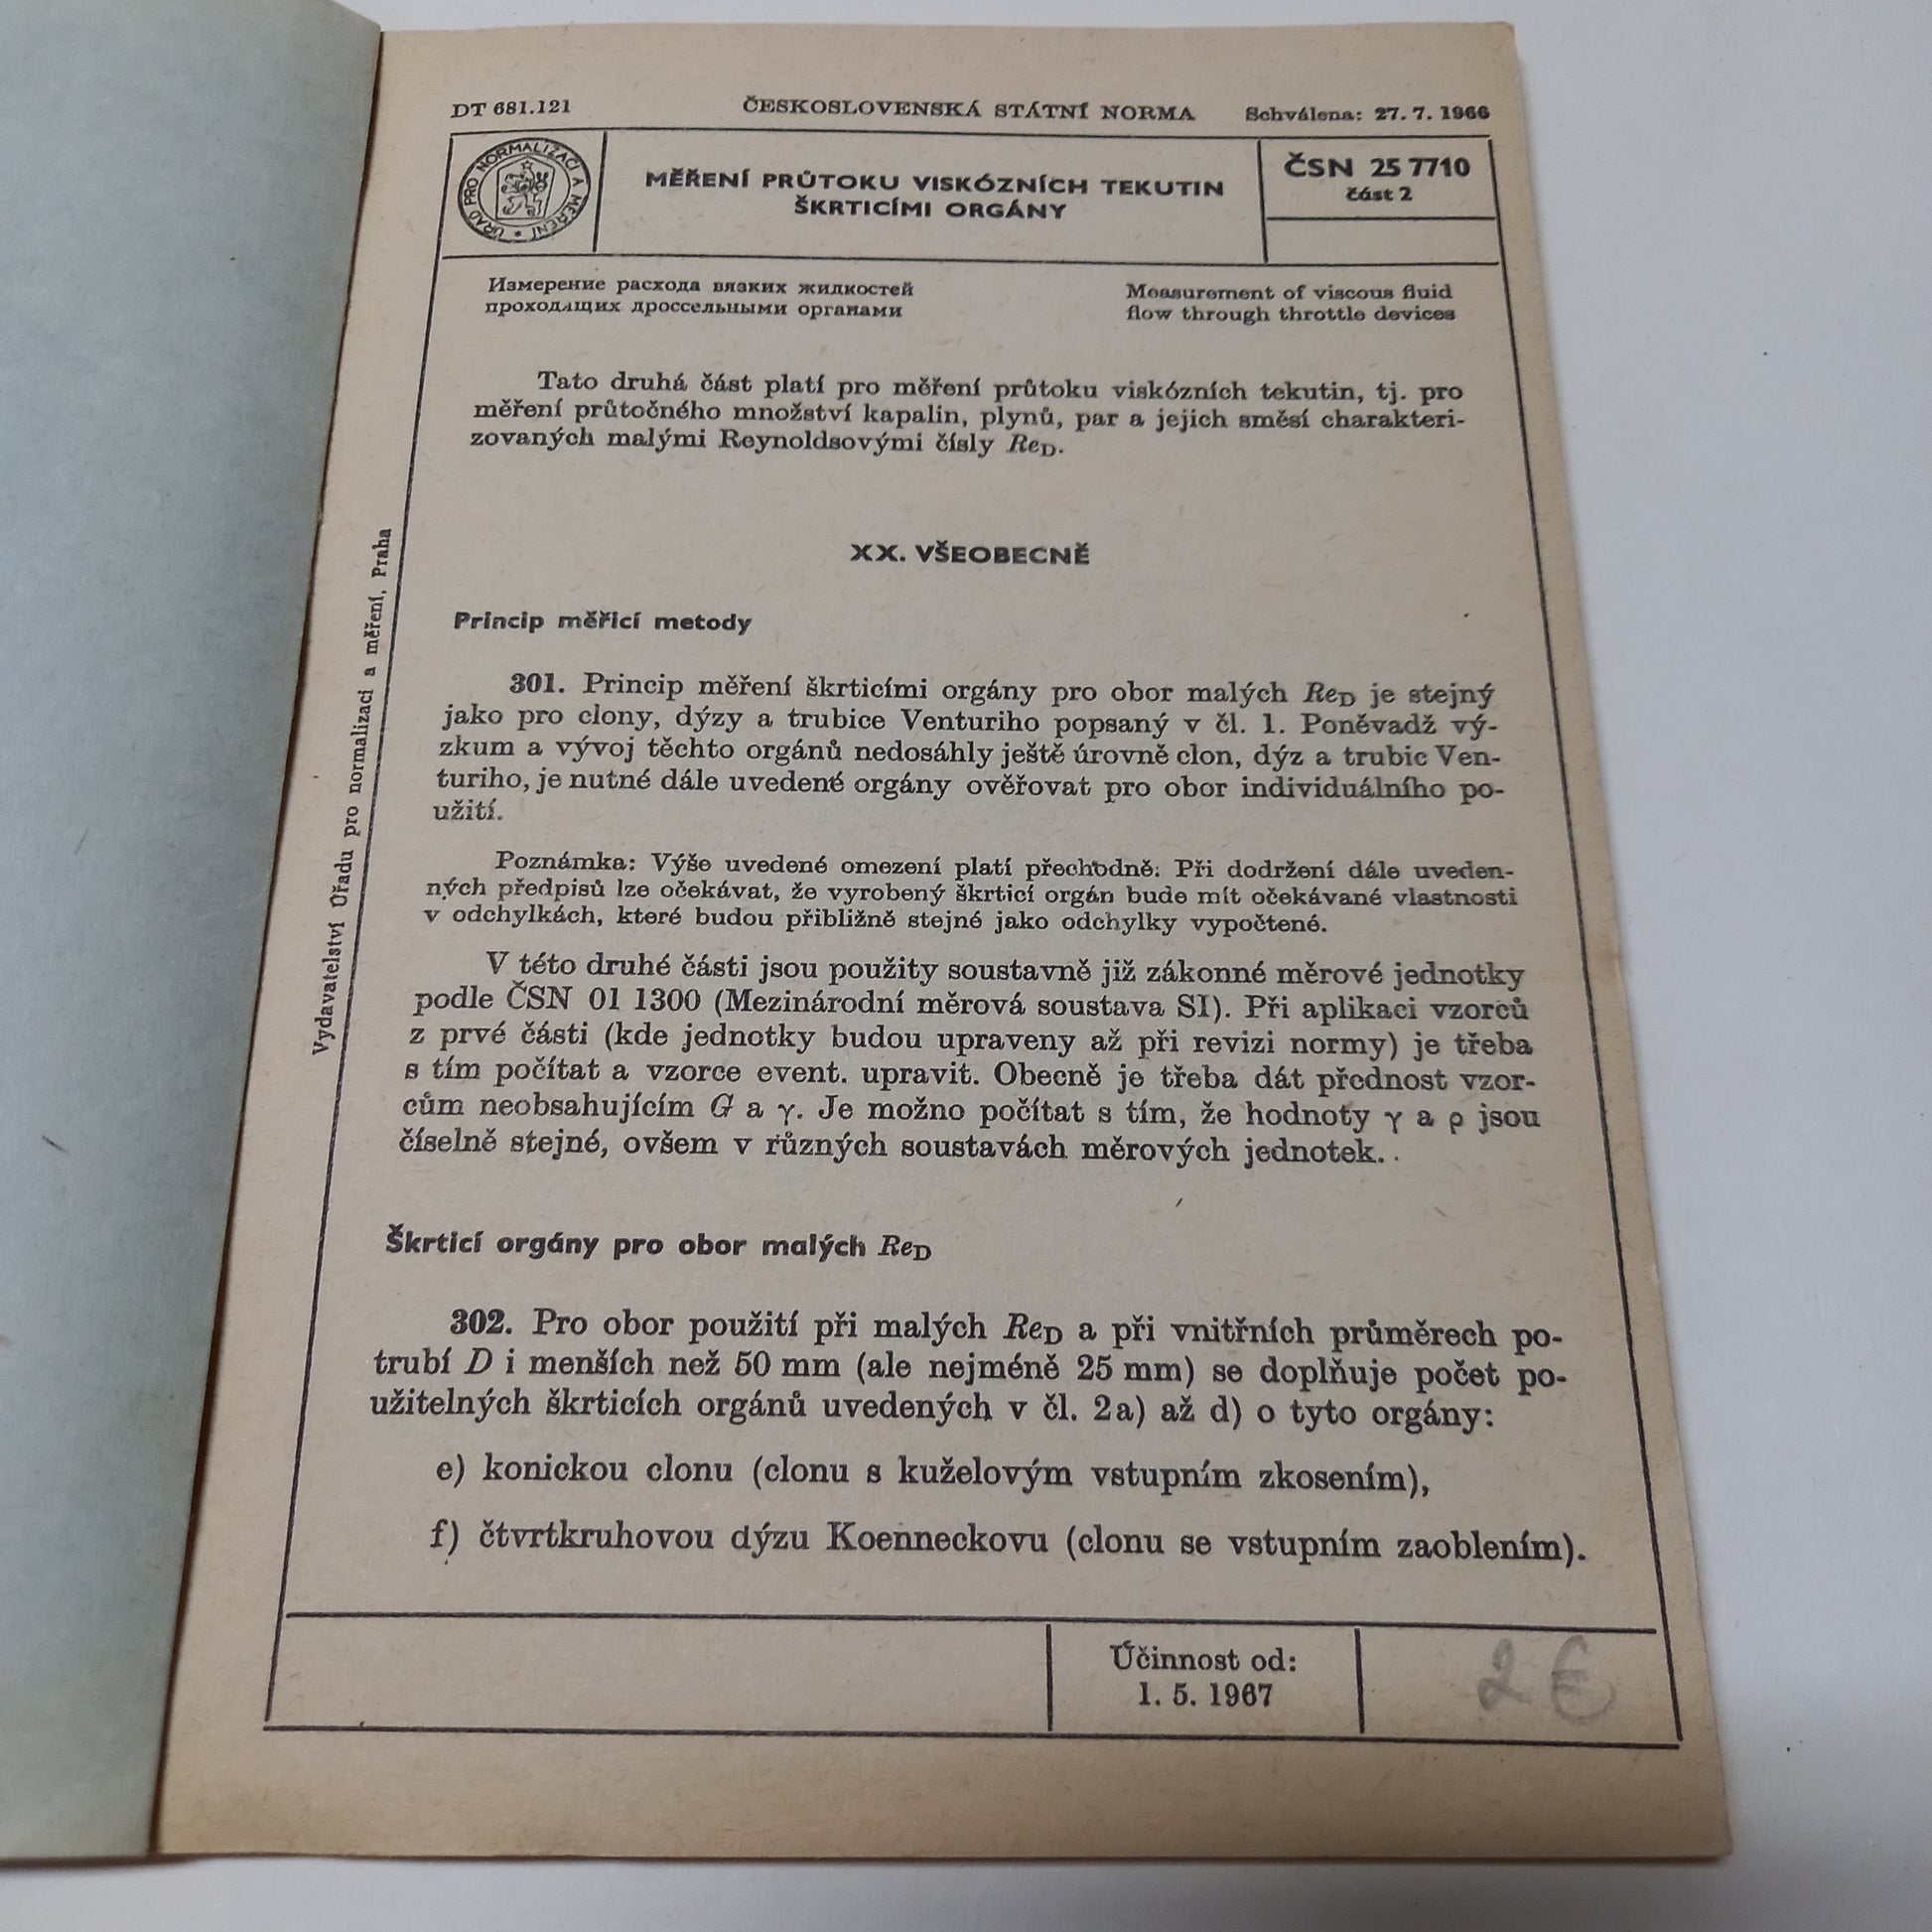 DT 681.121
ČESKOSLOVENSKÁ STÁTNÍ NORMA
Schválena: 27. 7. 1966
ÚŘAD PRO NORMALIZACI A MĚŘENÍ
MĚŘENÍ PRŮTOKU VISKÓZNÍCH TEKUTIN
ŠKRTICÍMI ORGÁNY
ČSN 25 7710
část 2
Измерение расхода вязких жидкостей
проходящих дроссельными органами
Measurement of viscous fluid
flow through throttle devices
Tato druhá část platí pro měření průtoku viskózních tekutin, tj. pro
měření průtočného množství kapalin, plynů, par a jejich směsí charakteri-
zovaných malými Reynoldsovými čísly ReD.
XX. VŠEOBECNĚ
Princip měřicí metody
301. Princip měření škrticími orgány pro obor malých ReD je stejný
jako pro clony, dýzy a trubice Venturiho popsaný v čl. 1. Poněvadž vý-
zkum a vývoj těchto orgánů nedosáhly ještě úrovně clon, dýz a trubic Ven-
turiho, je nutné dále uvedené orgány ověřovat pro obor individuálního po-
užití.
Poznámka: Výše uvedené omezení platí přechodně: Při dodržení dále uveden-
ných předpisů lze očekávat, že vyrobený škrticí orgán bude mít očekávané vlastnosti
v odchylkách, které budou přibližně stejné jako odchylky vypočtené.
V této druhé části jsou použity soustavně již zákonné měrové jednotky
podle ČSN 01 1300 (Mezinárodní měrová soustava SI). Při aplikaci vzorců
z prvé části (kde jednotky budou upraveny až při revizi normy) je třeba
s tím počítat a vzorce event. upravit. Obecně je třeba dát přednost vzor-
cům neobsahujícím G a γ. Je možno počítat s tím, že hodnoty γ a ρ jsou
číselně stejné, ovšem v různých soustavách měrových jednotek.
Škrticí orgány pro obor malých ReD
302. Pro obor použití při malých ReD a při vnitřních průměrech po-
trubí D i menších než 50 mm (ale nejméně 25 mm) se doplňuje počet po-
užitelných škrticích orgánů uvedených v čl. 2a) až d) o tyto orgány:
e) konickou clonu (clonu s kuželovým vstupním zkosením),
f) čtvrtkruhovou dýzu Koenneckovu (clonu se vstupním zaoblením).
Účinnost od:
1. 5. 1967
2 €
Vydavatelství Úřadu pro normalizaci a měření, Praha